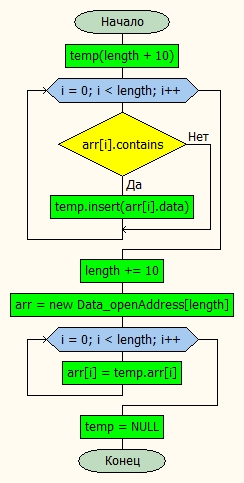 Начало
temp(length + 10)
i = 0; i < length; i++
arr[i].contains
Нет
Да
temp.insert(arr[i].data)
length += 10
arr = new Data_openAddress[length]
i = 0; i < length; i++
arr[i] = temp.arr[i]
temp = NULL
Конец